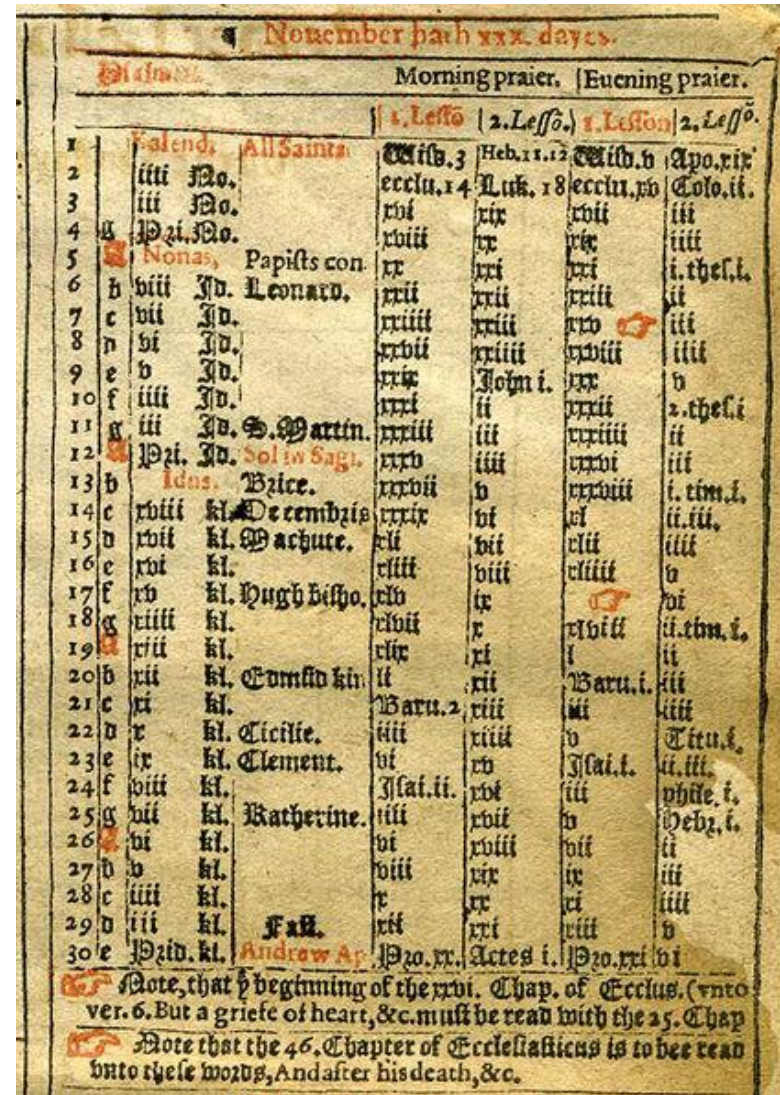 Nouember hath xxx. dayes.
Psalmes. Morning praier. Euening praier.
1. Lessō 2. Lessō. 1. Lesson 2. Lessō.
1 Kalend. All Saints Wisd. 3 Heb. 11. 12 Wisd. v Apo. xix
2 iiii No. ecclu. 14 Luk. 18 ecclu. xv Colo. ii.
3 iii No. xvi xix xvii iii
4 g Pri. No. xviii xx xix iiii
5 A Nonas, Papists con. xx xxi xxi i. thes. i.
6 b viii Id. Leonard. xxii xxii xxiii ii
7 c vii Id. xxiiii xxiii xxv ☞ iii
8 d vi Id. xxvii xxiiii xxviii iiii
9 e v Id. xxix John i. xxx v
10 f iiii Id. xxxi ii xxxii 2. thes. i
11 g iii Id. S. Martin. xxxiii iii xxxiiii ii
12 A Pri. Id. Sol in Sagi. xxxv iiii xxxvi iii
13 b Idus. Brice. xxxvii v xxxviii i. tim. i.
14 c xviii kl. Decembris xxxix vi xl ii. iii.
15 d xvii kl. Machute. xli vii xlii iiii
16 e xvi kl. xliii viii xliiii v
17 f xv kl. Hugh bisho. xlv ix ☞ vi
18 g xiiii kl. xlvii x xlviii ii. tim. i.
19 A xiii kl. xlix xi l ii
20 b xii kl. Edmūd kin li xii Baru. i. iii
21 c xi kl. Baru. 2 xiii iii iiii
22 d x kl. Cicilie. iiii xiiii v Titu. i.
23 e ix kl. Clement. vi xv Isai. i. ii. iii.
24 f viii kl. Isai. ii. xvi iii phile. i.
25 g vii kl. Katherine. iiii xvii v Hebr. i.
26 A vi kl. vi xviii vii ii
27 b v kl. viii xix ix iii
28 c iiii kl. x xx xi iiii
29 d iii kl. Fast. xii xxi xiii v
30 e Prid. kl. Andrew Ap Pro. xx. Actes i. Pro. xxi vi
☞ Note, that yͤ beginning of the xxvi. Chap. of Ecclus. (vnto
ver. 6. But a griefe of heart, &c. must be read with the 25. Chap
☞ Note that the 46. Chapter of Ecclesiasticus is to bee read
vnto these words, And after his death, &c.